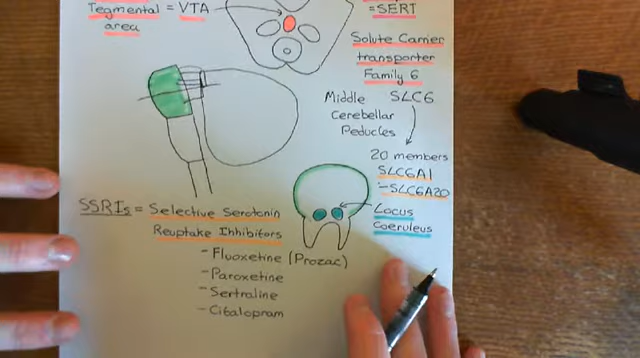 Tegmental = VTA
area
= SERT
Solute Carrier
transporter
Family 6
SLC6
Middle
Cerebellar
Peducles
20 members
SLC6A1
-SLC6A20
Locus
Coeruleus
SSRIs = Selective Serotonin
Reuptake Inhibitors
- Fluoxetine (Prozac)
- Paroxetine
- Sertraline
- Citalopram